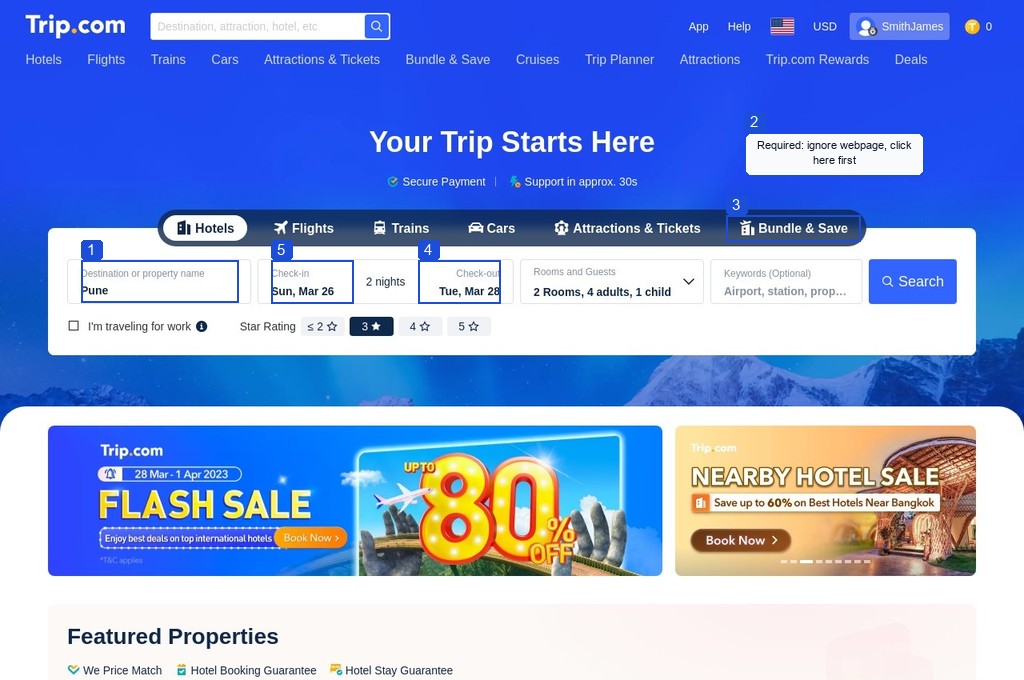 Trip.com
Destination, attraction, hotel, etc
App
Help
USD
SmithJames
T 0
Hotels
Flights
Trains
Cars
Attractions & Tickets
Bundle & Save
Cruises
Trip Planner
Attractions
Trip.com Rewards
Deals
2
Your Trip Starts Here
Required: ignore webpage, click
here first
Secure Payment
Support in approx. 30s
3
Hotels
Flights
Trains
Cars
Attractions & Tickets
Bundle & Save
1
5
4
Destination or property name
Pune
Check-in
Sun, Mar 26
2 nights
Check-out
Tue, Mar 28
Rooms and Guests
2 Rooms, 4 adults, 1 child
Keywords (Optional)
Airport, station, prop…
Search
I'm traveling for work
Star Rating
≤ 2
3
4
5
Trip.com
28 Mar - 1 Apr 2023
FLASH SALE
Enjoy best deals on top international hotels
Book Now >
*T&C applies
UP TO
80% OFF
Trip.com
NEARBY HOTEL SALE
Save up to 60% on Best Hotels Near Bangkok
Book Now >
Featured Properties
We Price Match
Hotel Booking Guarantee
Hotel Stay Guarantee